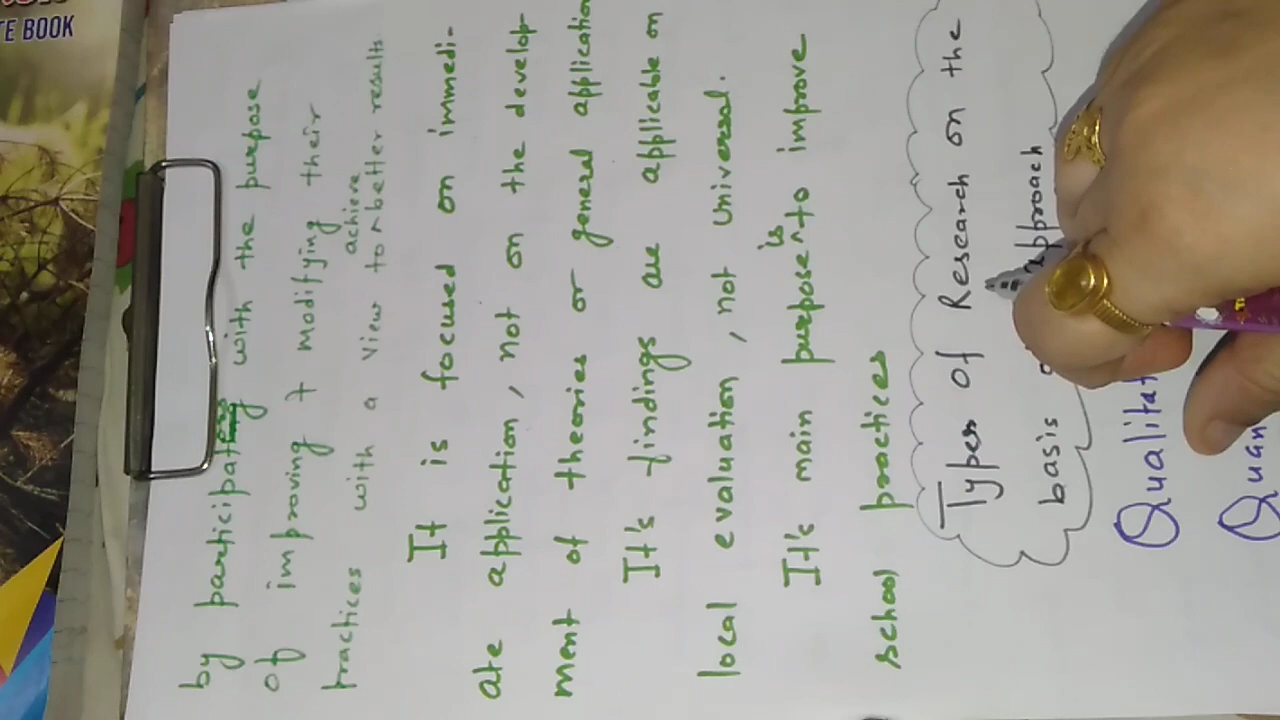 TE BOOK
by participating with the purpose
of improving & modifying their
practices with a view to achieve better results.
It is focused on immedi-
ate application, not on the develop-
ment of theories or general application
It's findings are applicable on
local evaluation, not Universal.
It's main purpose is to improve
school practices
Types of Research on the
basis approach
Qualitat
Quan